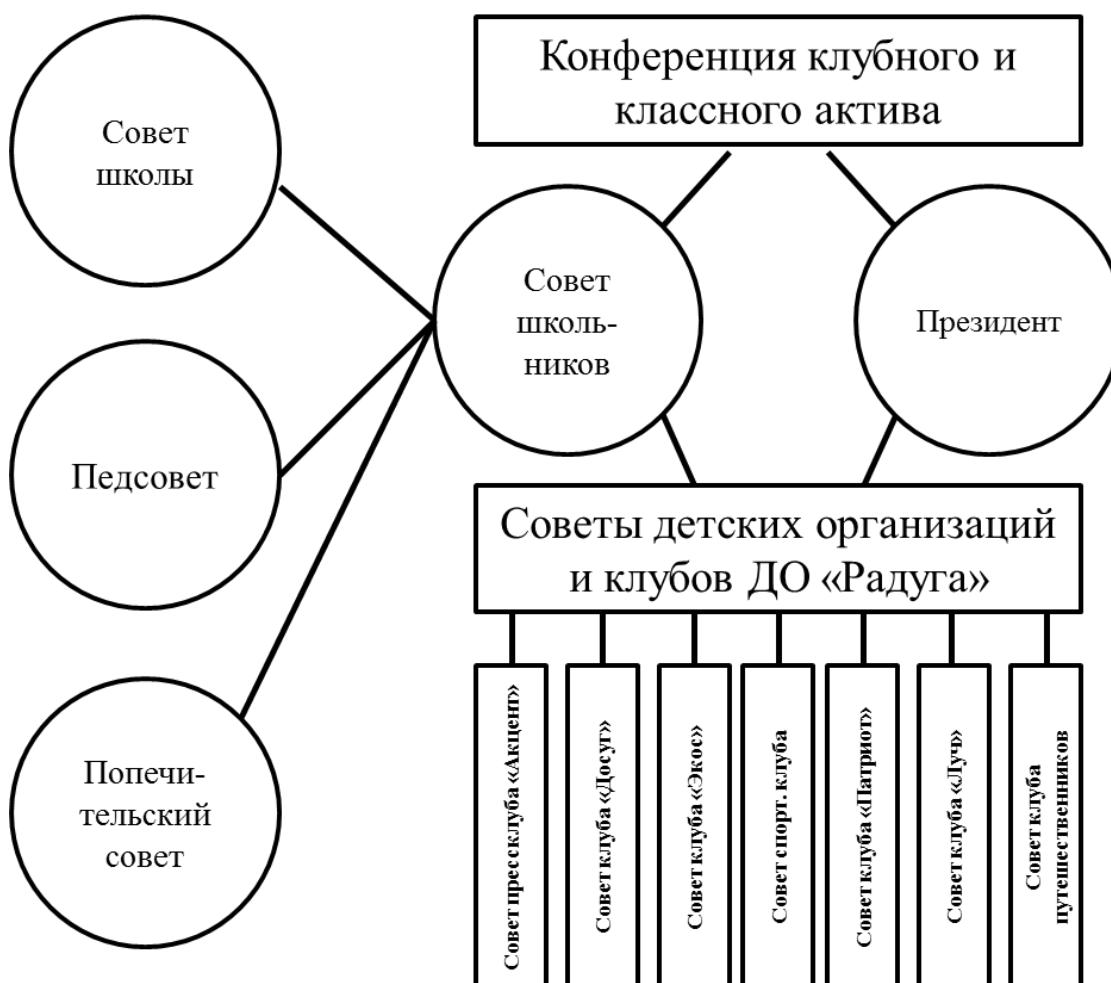 Совет
школы
Конференция клубного и
классного актива
Совет
школь-
ников
Президент
Педсовет
Советы детских организаций
и клубов ДО «Радуга»
Попечи-
тельский
совет
Совет прессклуба «Акцент»
Совет клуба «Досуг»
Совет клуба «Экос»
Совет спорт. клуба
Совет клуба «Патриот»
Совет клуба «Луч»
Совет клуба
путешественников